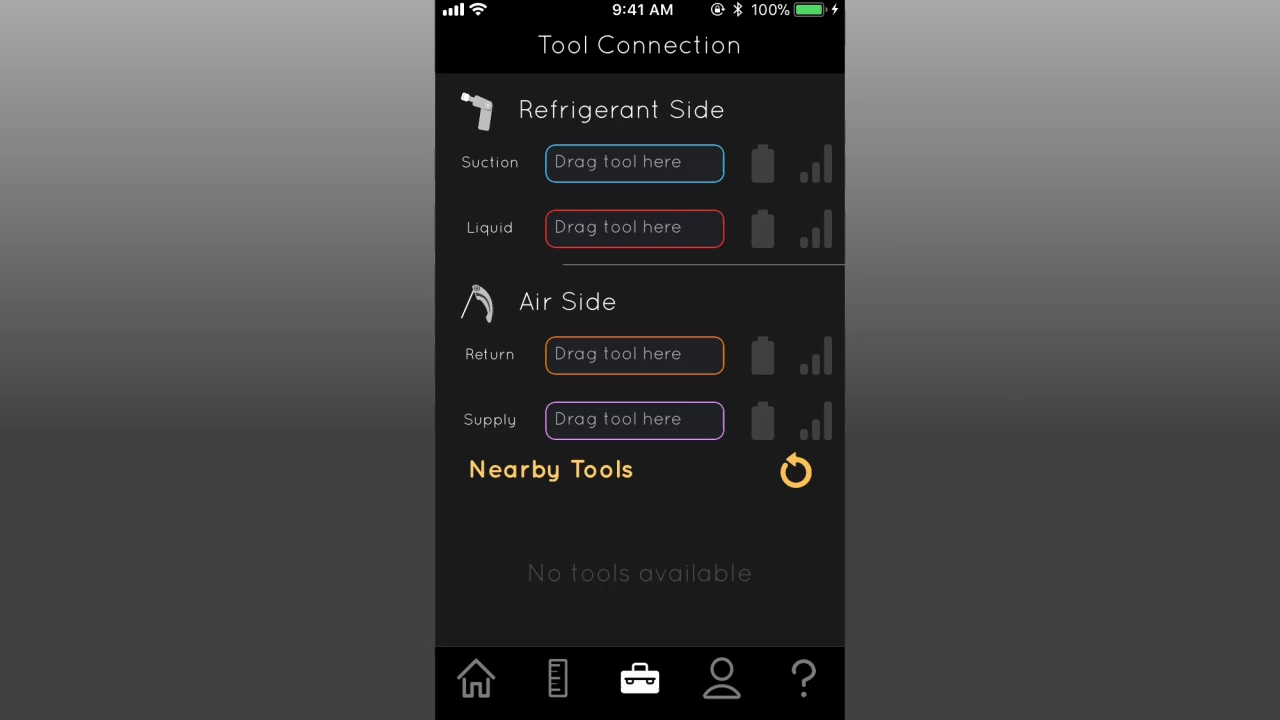 9:41 AM 100%
Tool Connection
Refrigerant Side
Suction Drag tool here
Liquid Drag tool here
Air Side
Return Drag tool here
Supply Drag tool here
Nearby Tools
No tools available